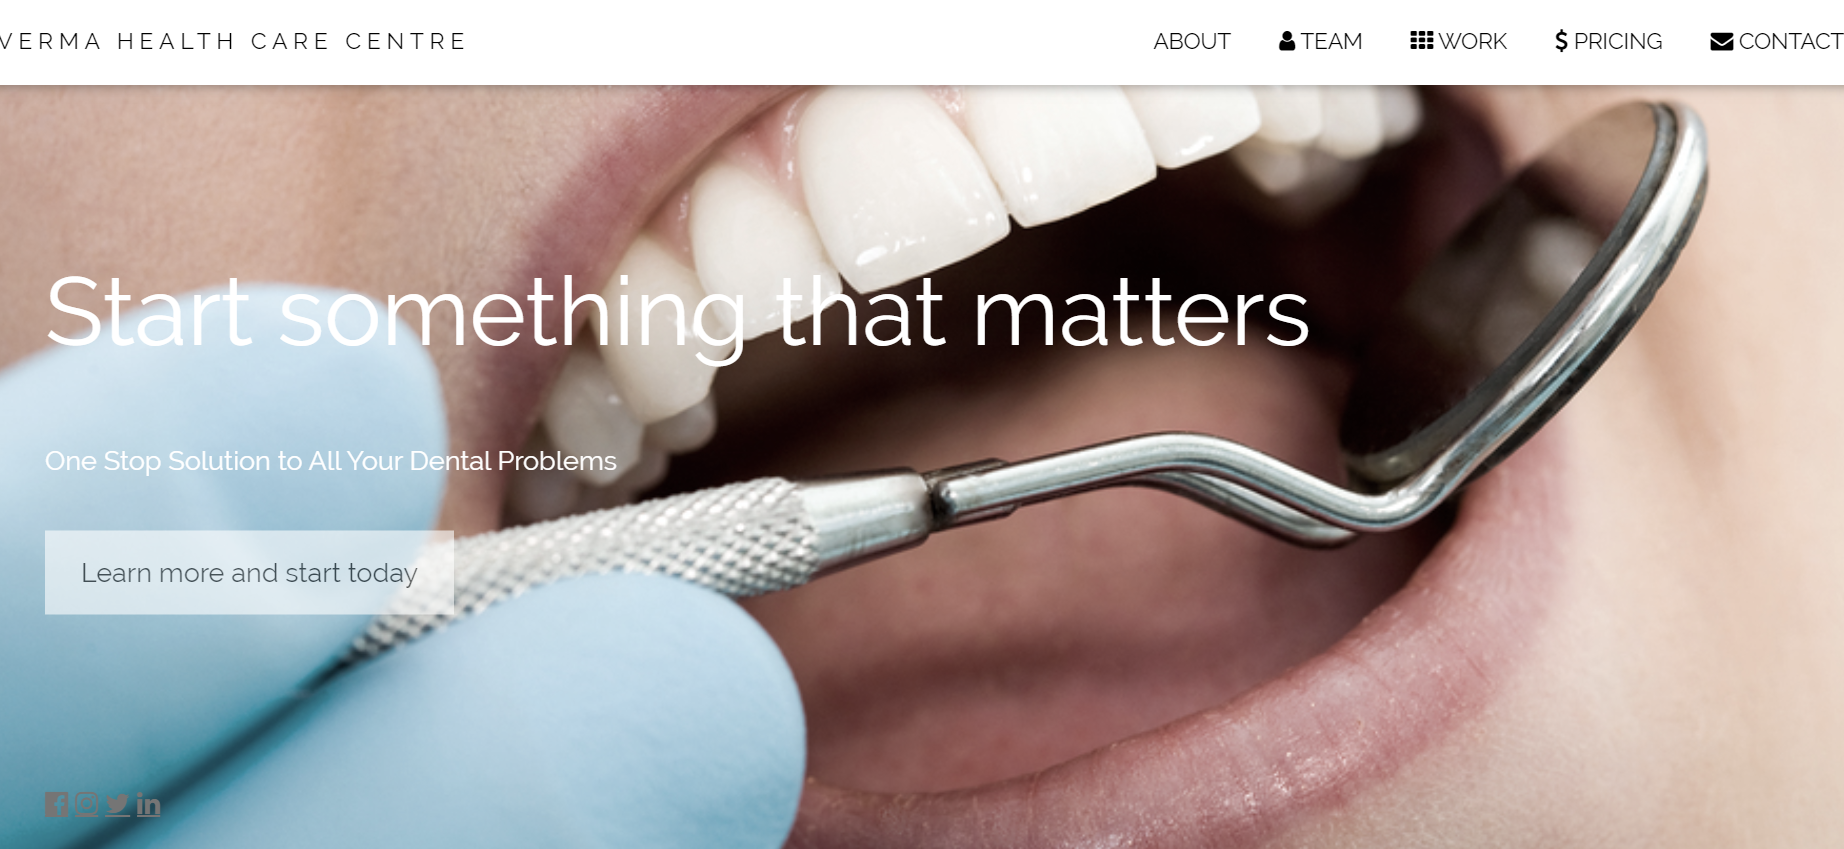 VERMA HEALTH CARE CENTRE
ABOUT TEAM WORK PRICING CONTACT
Start something that matters
One Stop Solution to All Your Dental Problems
Learn more and start today